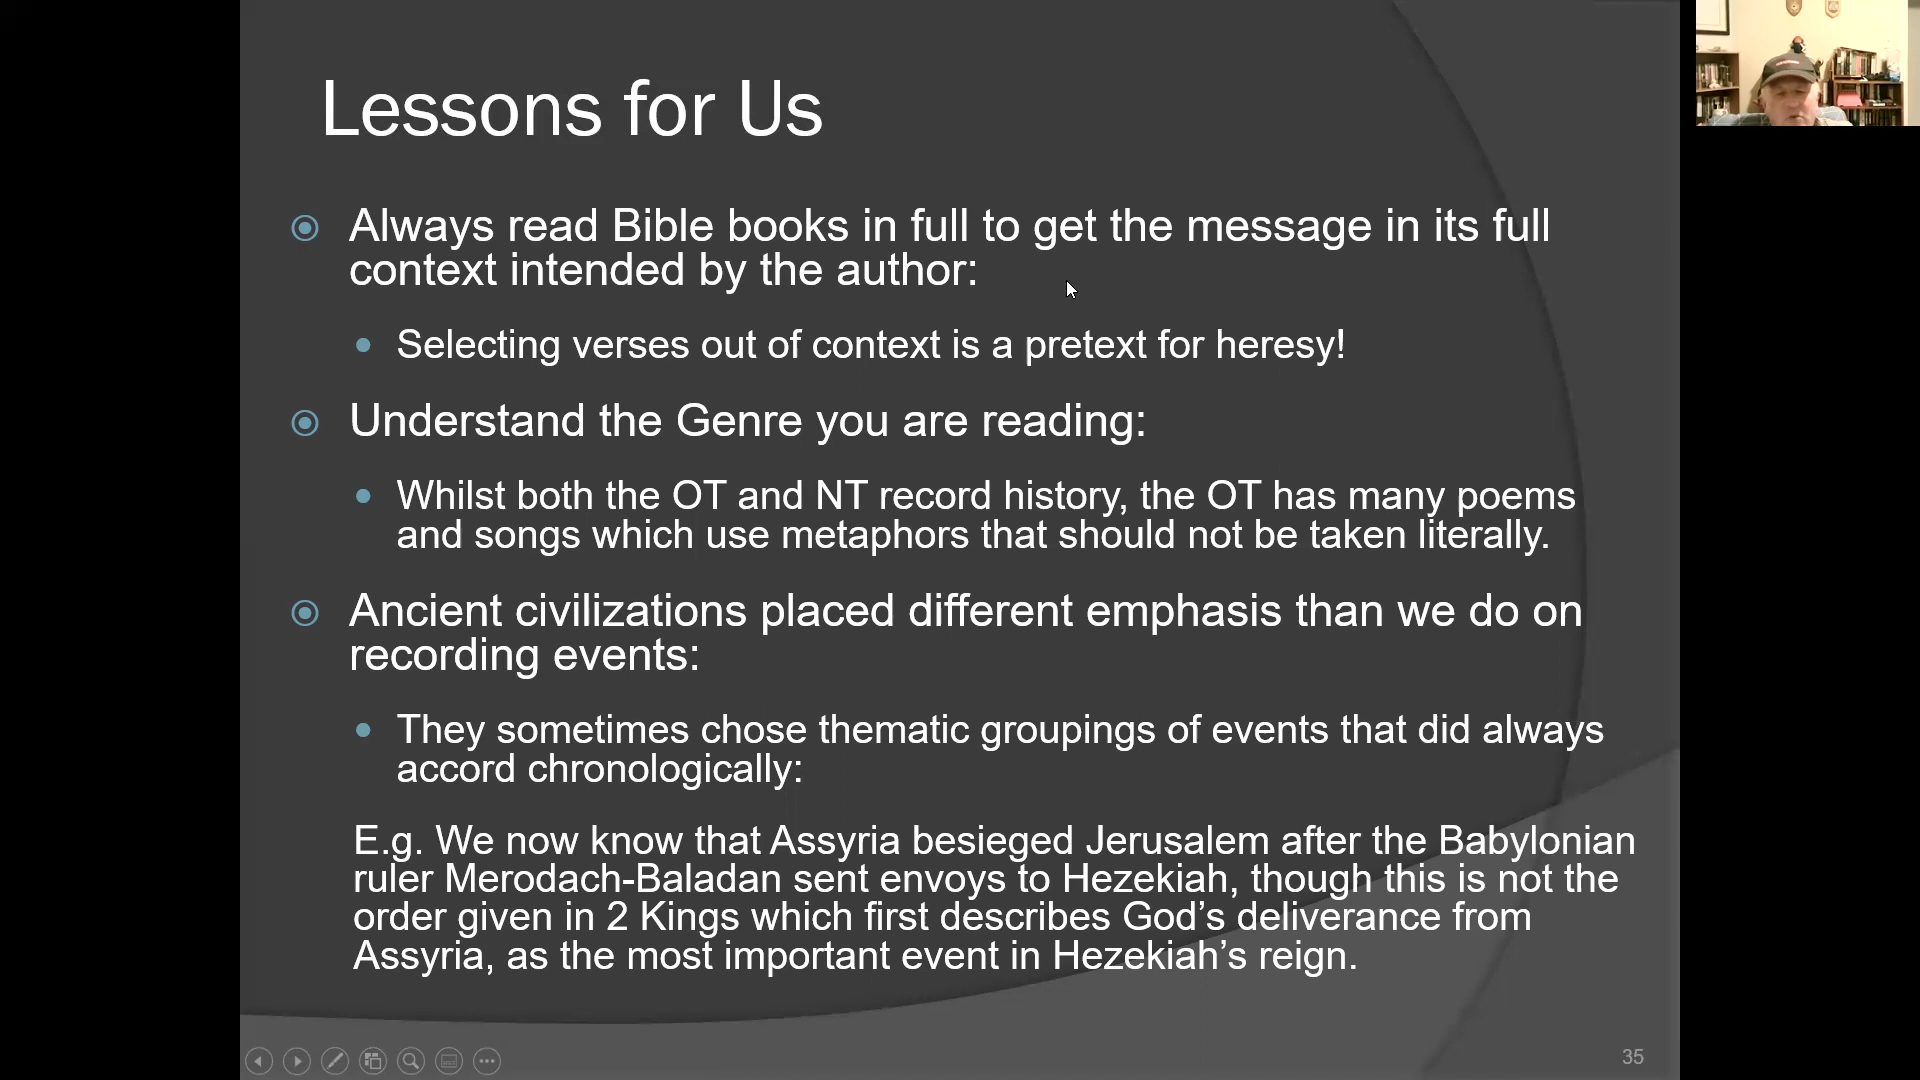 Lessons for Us
Always read Bible books in full to get the message in its full
context intended by the author:
Selecting verses out of context is a pretext for heresy!
Understand the Genre you are reading:
Whilst both the OT and NT record history, the OT has many poems
and songs which use metaphors that should not be taken literally.
Ancient civilizations placed different emphasis than we do on
recording events:
They sometimes chose thematic groupings of events that did always
accord chronologically:
E.g. We now know that Assyria besieged Jerusalem after the Babylonian
ruler Merodach-Baladan sent envoys to Hezekiah, though this is not the
order given in 2 Kings which first describes God’s deliverance from
Assyria, as the most important event in Hezekiah’s reign.
35